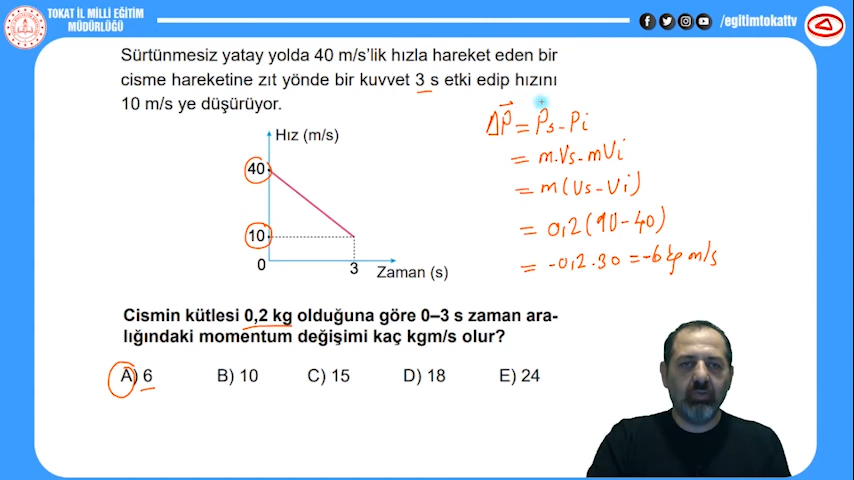 TOKAT İL MİLLİ EĞİTİM
MÜDÜRLÜĞÜ
/egitimtokattv
Sürtünmesiz yatay yolda 40 m/s'lik hızla hareket eden bir
cisme hareketine zıt yönde bir kuvvet 3 s etki edip hızını
10 m/s ye düşürüyor.
Hız (m/s)
40
10
0
3
Zaman (s)
ΔP = Ps - Pi
= m.Vs - mVi
= m(Vs - Vi)
= 0,2(90 - 40)
= -0,2.30 = -6 kg m/s
Cismin kütlesi 0,2 kg olduğuna göre 0–3 s zaman ara-
lığındaki momentum değişimi kaç kgm/s olur?
A) 6 B) 10 C) 15 D) 18 E) 24